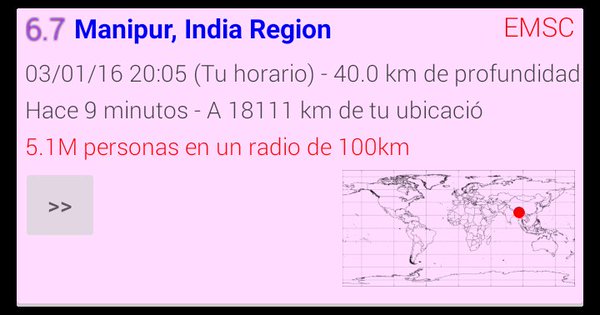 6.7 Manipur, India Region EMSC
03/01/16 20:05 (Tu horario) - 40.0 km de profundidad
Hace 9 minutos - A 18111 km de tu ubicació
5.1M personas en un radio de 100km
>>